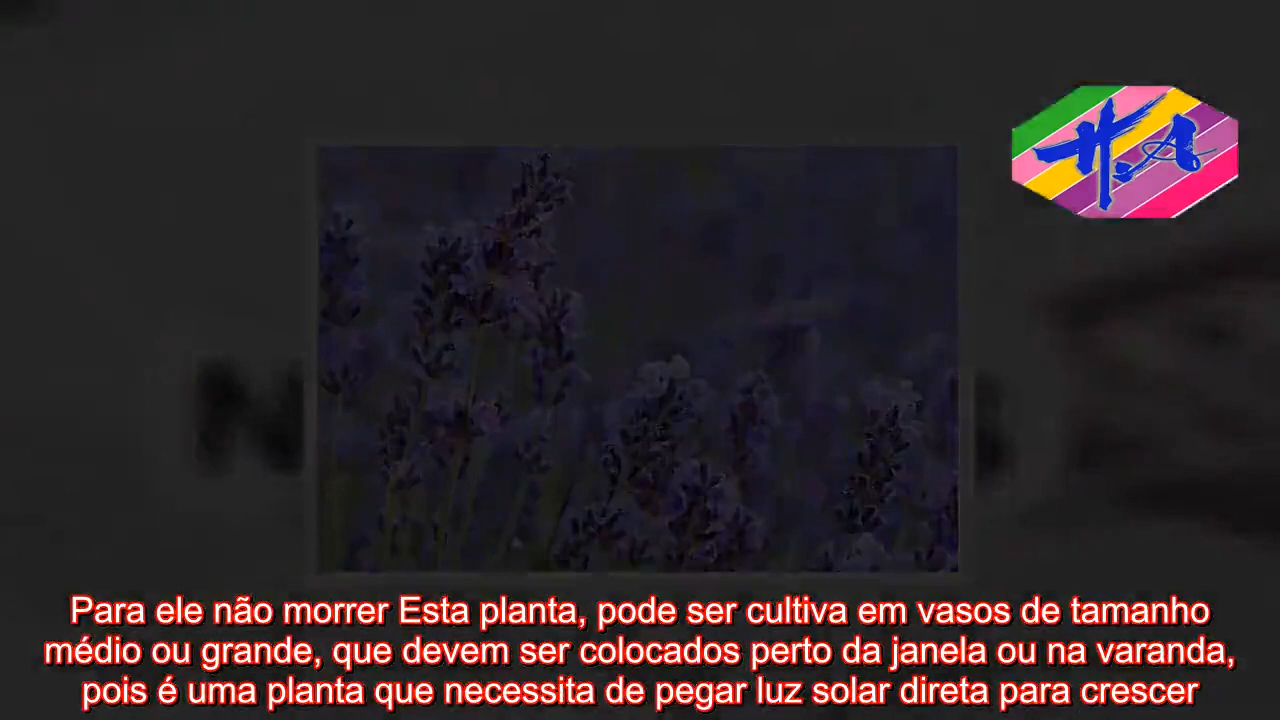 H.A
Para ele não morrer Esta planta, pode ser cultiva em vasos de tamanho
médio ou grande, que devem ser colocados perto da janela ou na varanda,
pois é uma planta que necessita de pegar luz solar direta para crescer